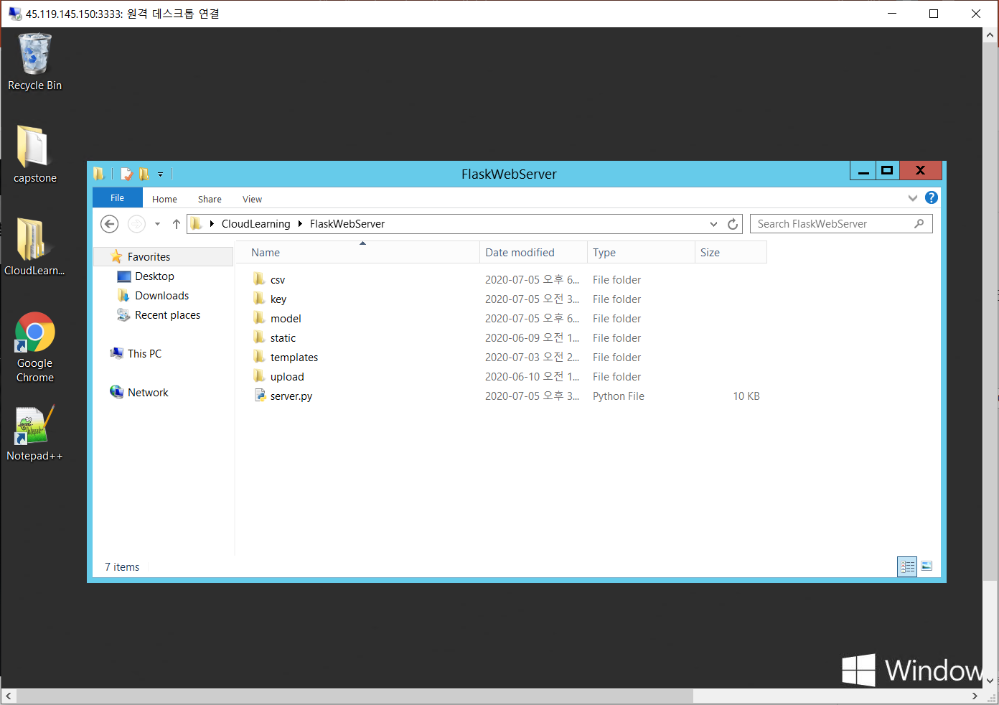 45.119.145.150:3333: 원격 데스크톱 연결
Recycle Bin
capstone
CloudLearn...
Google
Chrome
Notepad++
FlaskWebServer
File Home Share View
CloudLearning FlaskWebServer
Search FlaskWebServer
Favorites
Desktop
Downloads
Recent places
This PC
Network
Name Date modified Type Size
csv 2020-07-05 오후 6... File folder
key 2020-07-05 오전 3... File folder
model 2020-07-05 오후 6... File folder
static 2020-06-09 오전 1... File folder
templates 2020-07-03 오전 2... File folder
upload 2020-06-10 오전 1... File folder
server.py 2020-07-05 오후 3... Python File 10 KB
7 items
Window